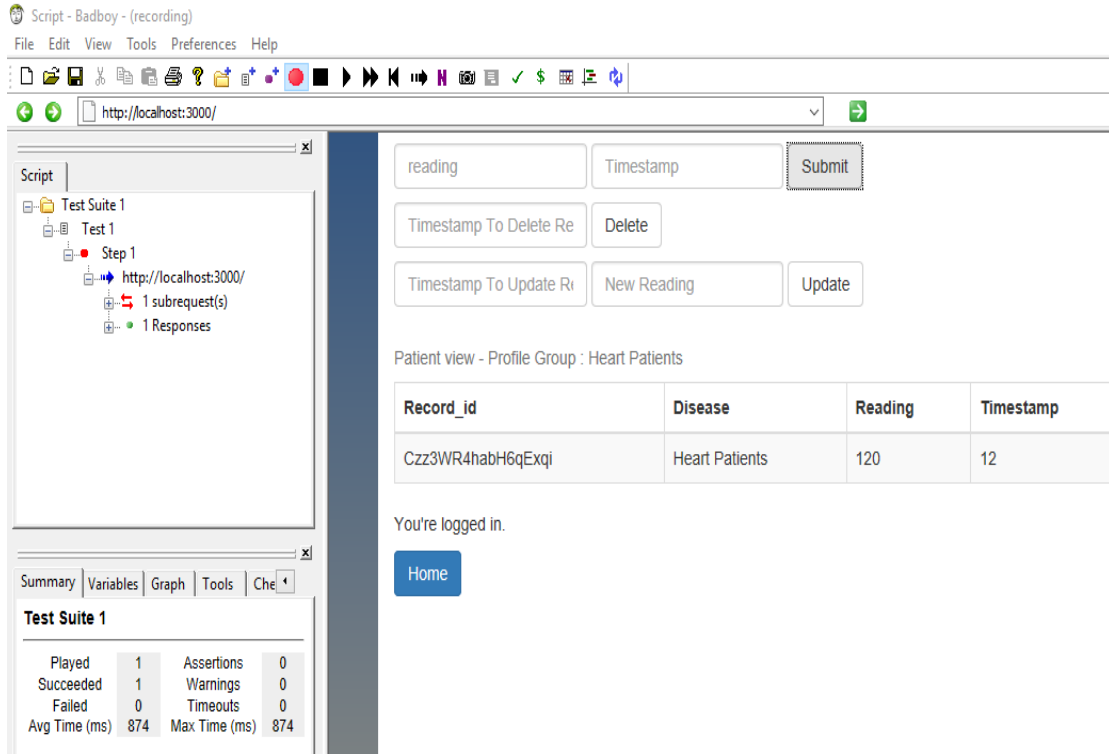 Script - Badboy - (recording)
File Edit View Tools Preferences Help
http://localhost:3000/
Script
Test Suite 1
Test 1
Step 1
http://localhost:3000/
1 subrequest(s)
1 Responses
Summary Variables Graph Tools Che
Test Suite 1
Played 1 Assertions 0
Succeeded 1 Warnings 0
Failed 0 Timeouts 0
Avg Time (ms) 874 Max Time (ms) 874
reading Timestamp Submit
Timestamp To Delete Re Delete
Timestamp To Update Re New Reading Update
Patient view - Profile Group : Heart Patients
Record_id Disease Reading Timestamp
Czz3WR4habH6qExqi Heart Patients 120 12
You're logged in.
Home